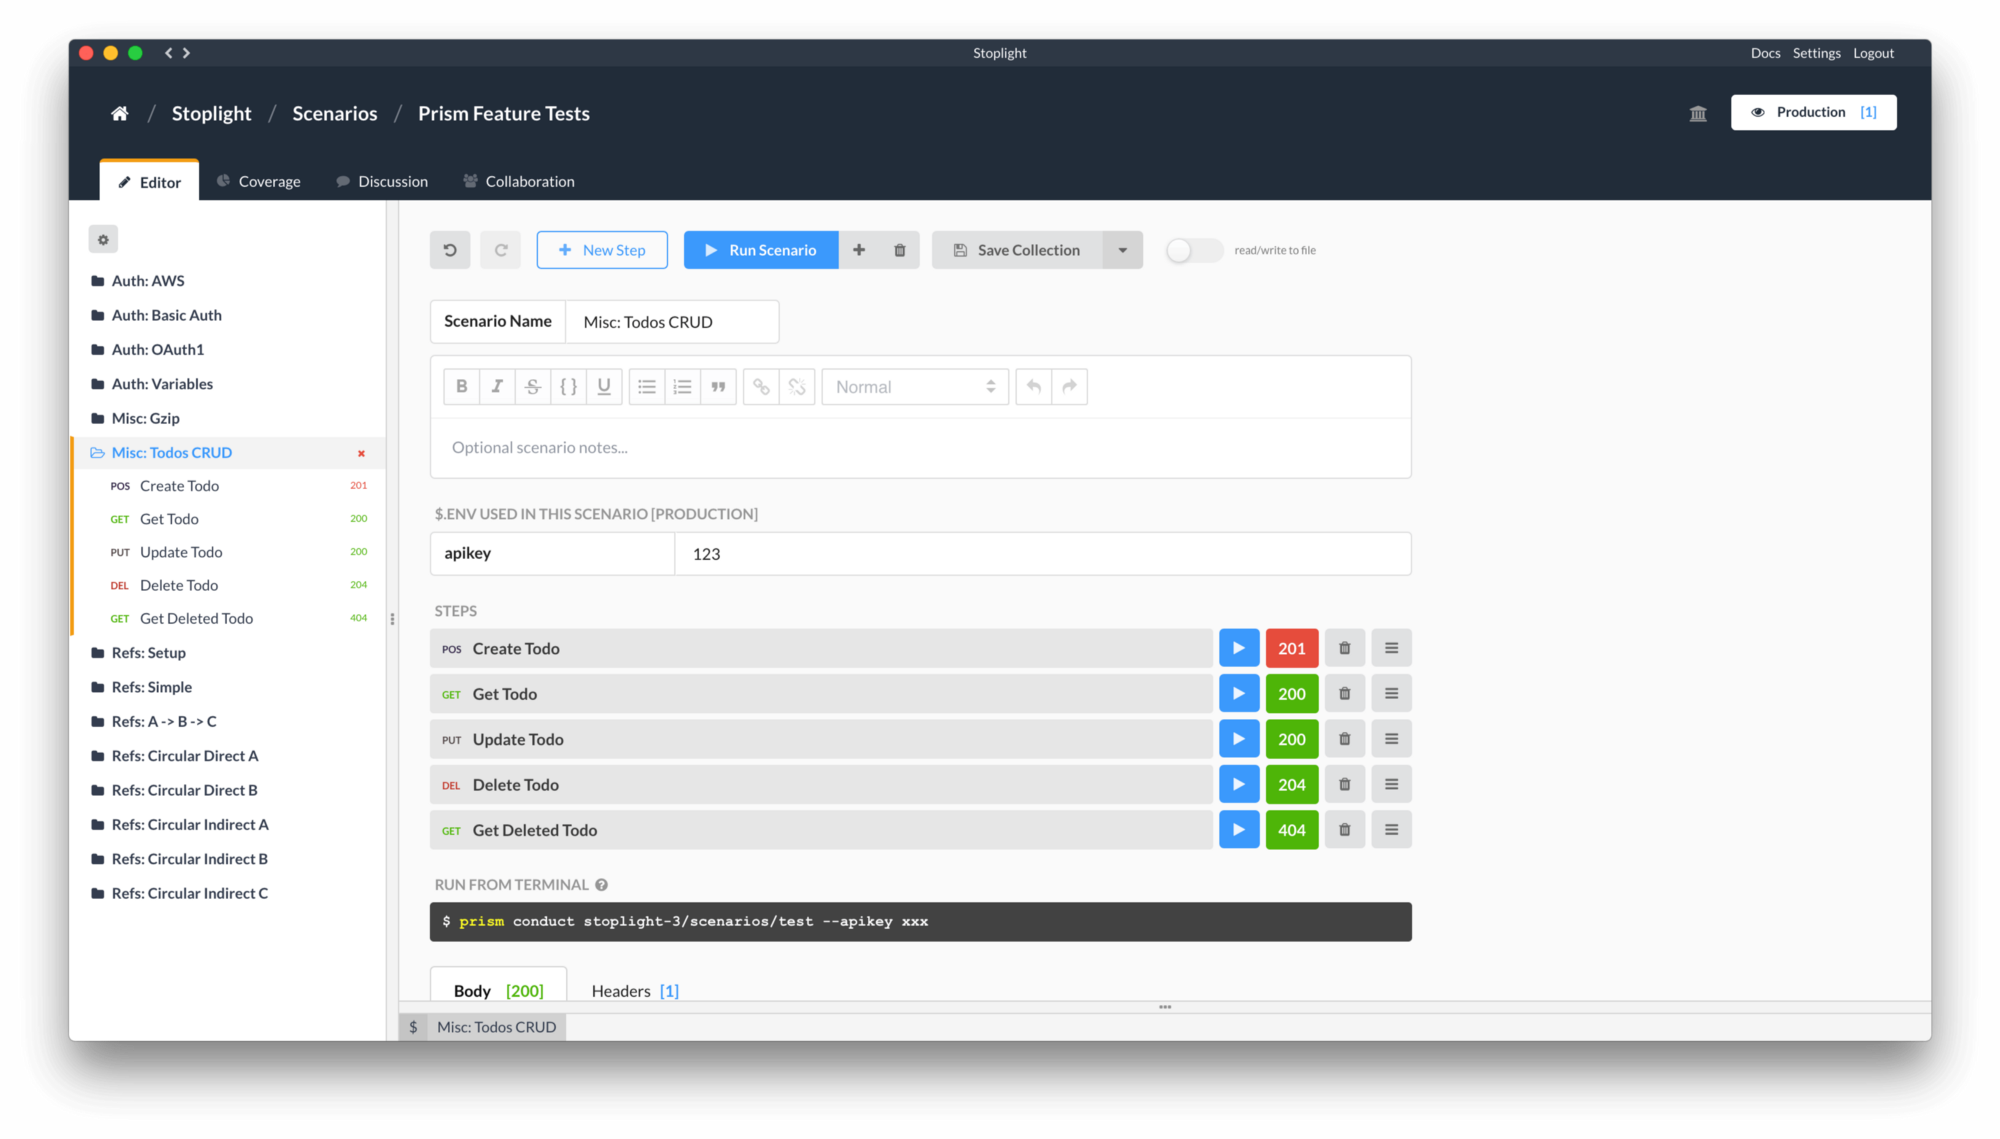 Stoplight
Docs Settings Logout
/ Stoplight / Scenarios / Prism Feature Tests
Production [1]
Editor Coverage Discussion Collaboration
Auth: AWS
Auth: Basic Auth
Auth: OAuth1
Auth: Variables
Misc: Gzip
Misc: Todos CRUD
POS Create Todo 201
GET Get Todo 200
PUT Update Todo 200
DEL Delete Todo 204
GET Get Deleted Todo 404
Refs: Setup
Refs: Simple
Refs: A -> B -> C
Refs: Circular Direct A
Refs: Circular Direct B
Refs: Circular Indirect A
Refs: Circular Indirect B
Refs: Circular Indirect C
+ New Step Run Scenario + Save Collection read/write to file
Scenario Name Misc: Todos CRUD
B I S { } U Normal
Optional scenario notes...
$.ENV USED IN THIS SCENARIO [PRODUCTION]
apikey 123
STEPS
POS Create Todo 201
GET Get Todo 200
PUT Update Todo 200
DEL Delete Todo 204
GET Get Deleted Todo 404
RUN FROM TERMINAL ?
$ prism conduct stoplight-3/scenarios/test --apikey xxx
Body [200] Headers [1]
$ Misc: Todos CRUD